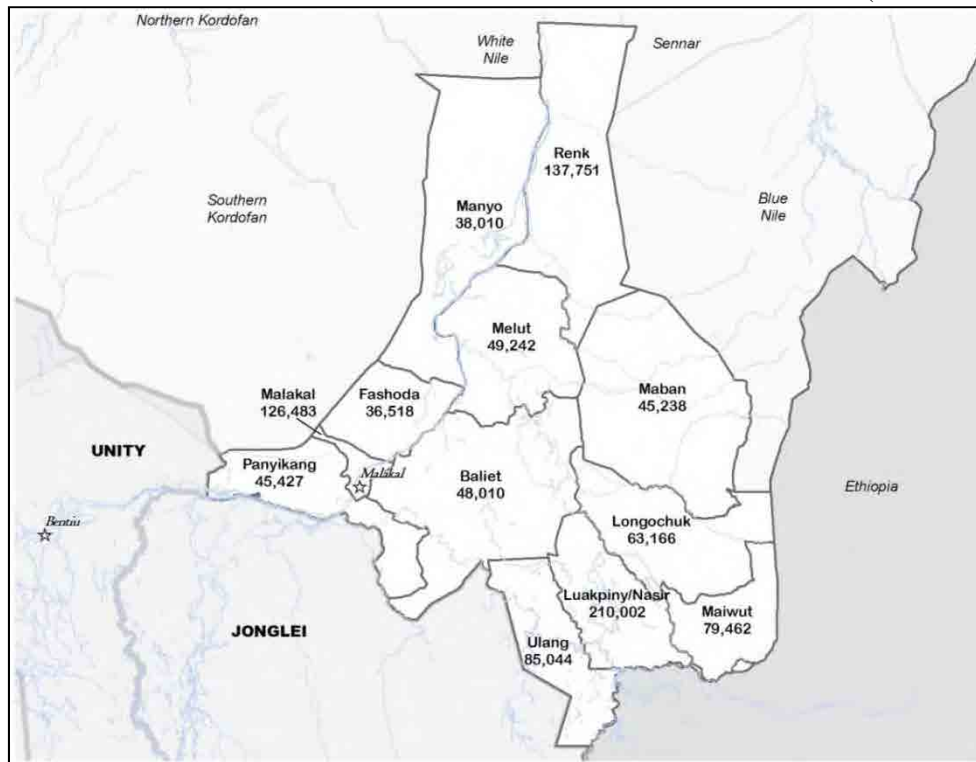 Northern Kordofan
White
Nile
Sennar
Renk
137,751
Southern
Kordofan
Manyo
38,010
Blue
Nile
Melut
49,242
Malakal
126,483
Fashoda
36,518
Maban
45,238
UNITY
Panyikang
45,427
Malakal
Baliet
48,010
Ethiopia
Bentiu
Longochuk
63,166
Luakpiny/Nasir
210,002
Maiwut
79,462
JONGLEI
Ulang
85,044